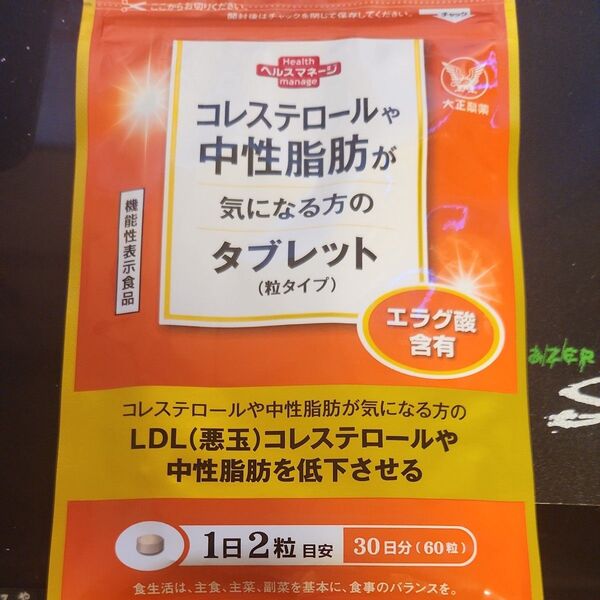 ここからお切りください。
開封後はチャックを閉じて保存してください。
チャック
Health
ヘルスマネージ
manage
大正製薬
コレステロールや
中性脂肪が
気になる方の
タブレット
(粒タイプ)
機能性表示食品
エラグ酸
含有
コレステロールや中性脂肪が気になる方の
LDL(悪玉)コレステロールや
中性脂肪を低下させる
1日2粒 目安 30日分(60粒)
食生活は、主食、主菜、副菜を基本に、食事のバランスを。